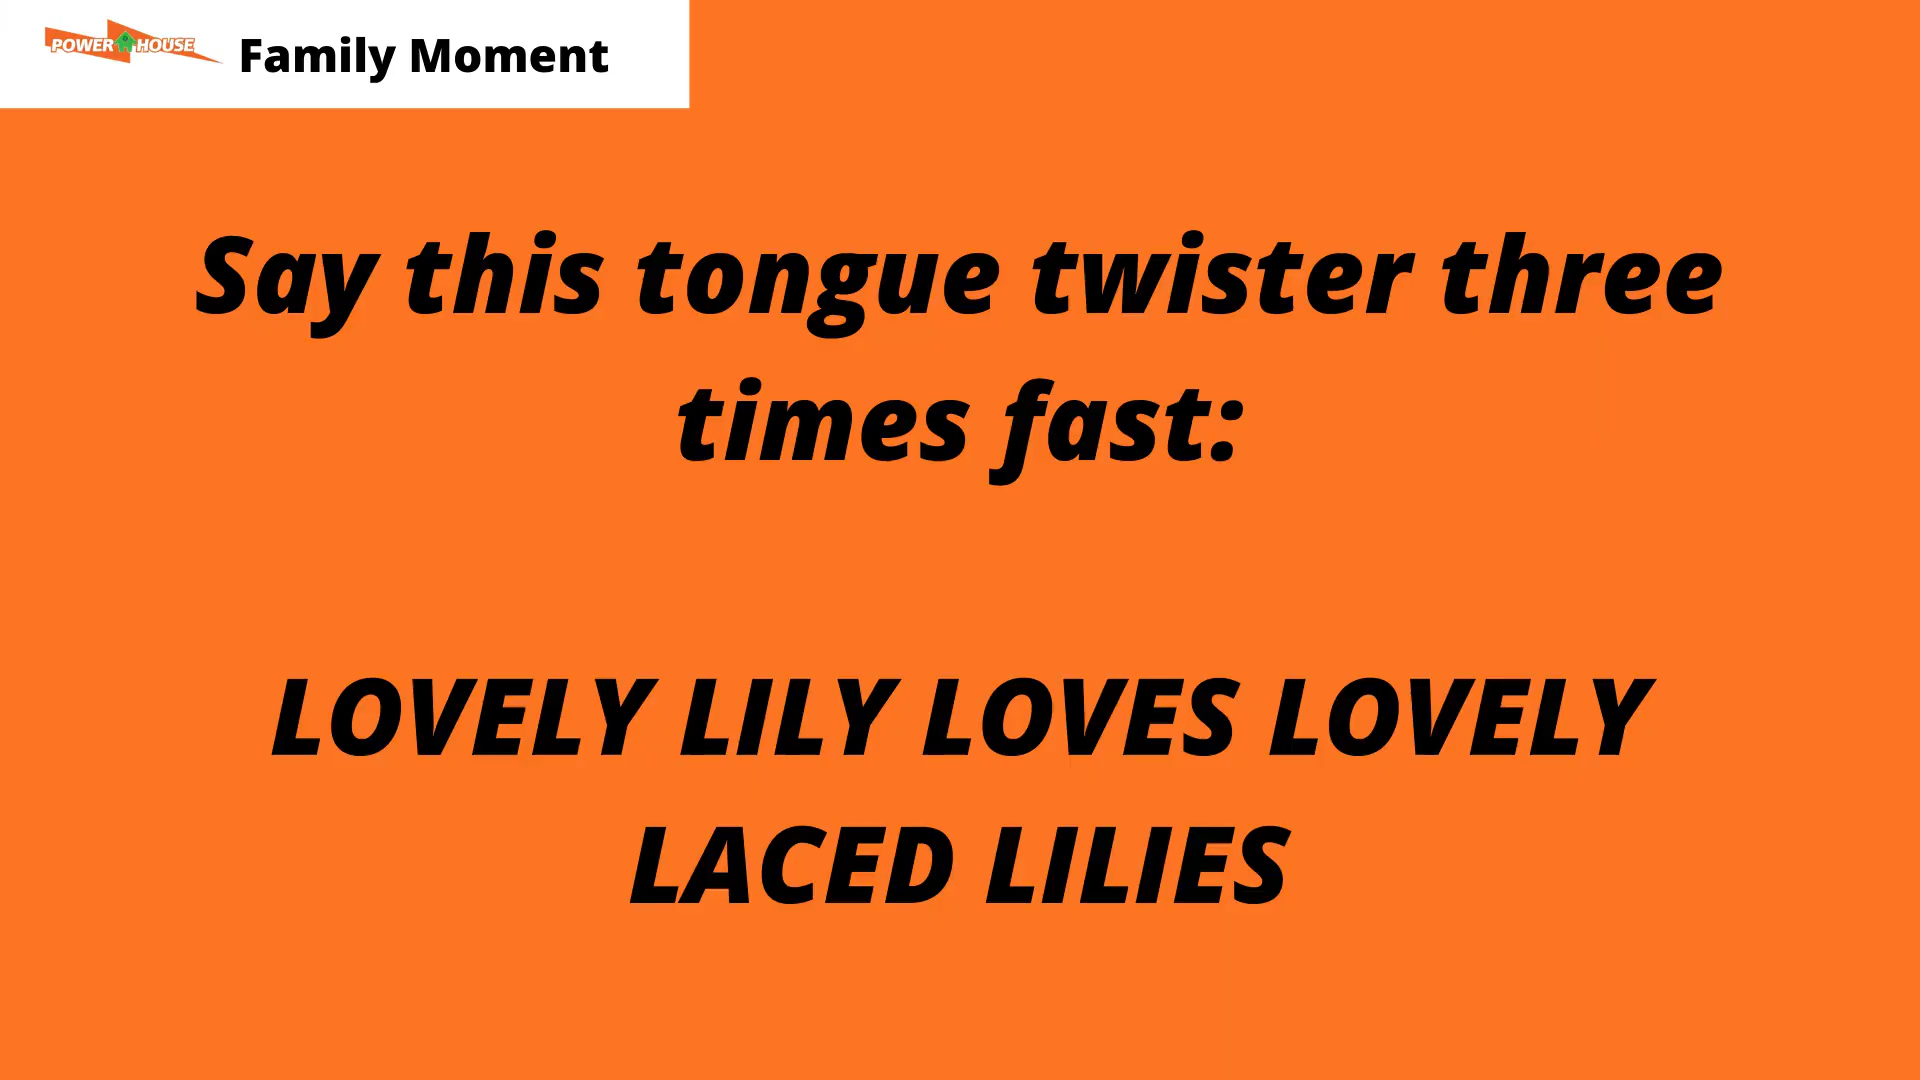 POWER HOUSE
Family Moment
Say this tongue twister three
times fast:
LOVELY LILY LOVES LOVELY
LACED LILIES